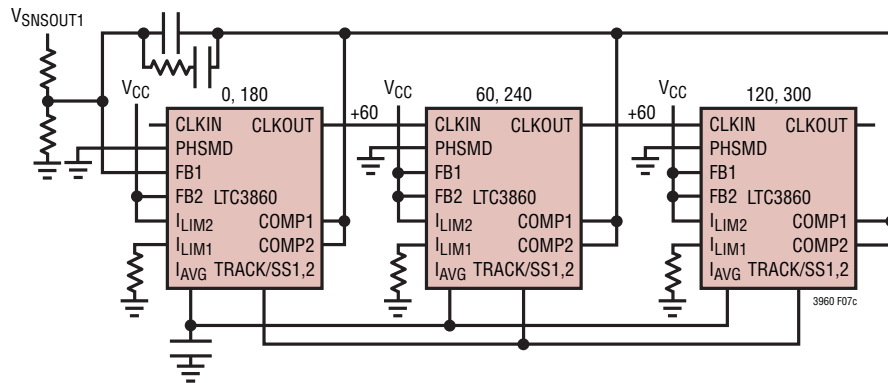 VSNSOUT1
VCC
0, 180
CLKIN CLKOUT
PHSMD
FB1
FB2 LTC3860
ILIM2 COMP1
ILIM1 COMP2
IAVG TRACK/SS1,2
+60
VCC
60, 240
CLKIN CLKOUT
PHSMD
FB1
FB2 LTC3860
ILIM2 COMP1
ILIM1 COMP2
IAVG TRACK/SS1,2
+60
VCC
120, 300
CLKIN CLKOUT
PHSMD
FB1
FB2 LTC3860
ILIM2 COMP1
ILIM1 COMP2
IAVG TRACK/SS1,2
3960 F07c